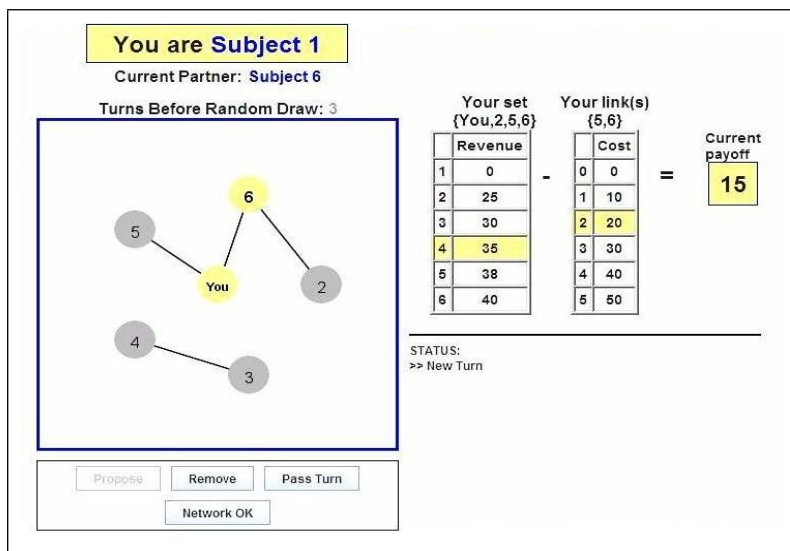 You are Subject 1
Current Partner: Subject 6
Turns Before Random Draw: 3
6
5
You
2
4
3
Propose
Remove
Pass Turn
Network OK
Your set
{You,2,5,6}
Revenue
1 0
2 25
3 30
4 35
5 38
6 40
-
Your link(s)
{5,6}
Cost
0 0
1 10
2 20
3 30
4 40
5 50
=
Current
payoff
15
STATUS:
>> New Turn